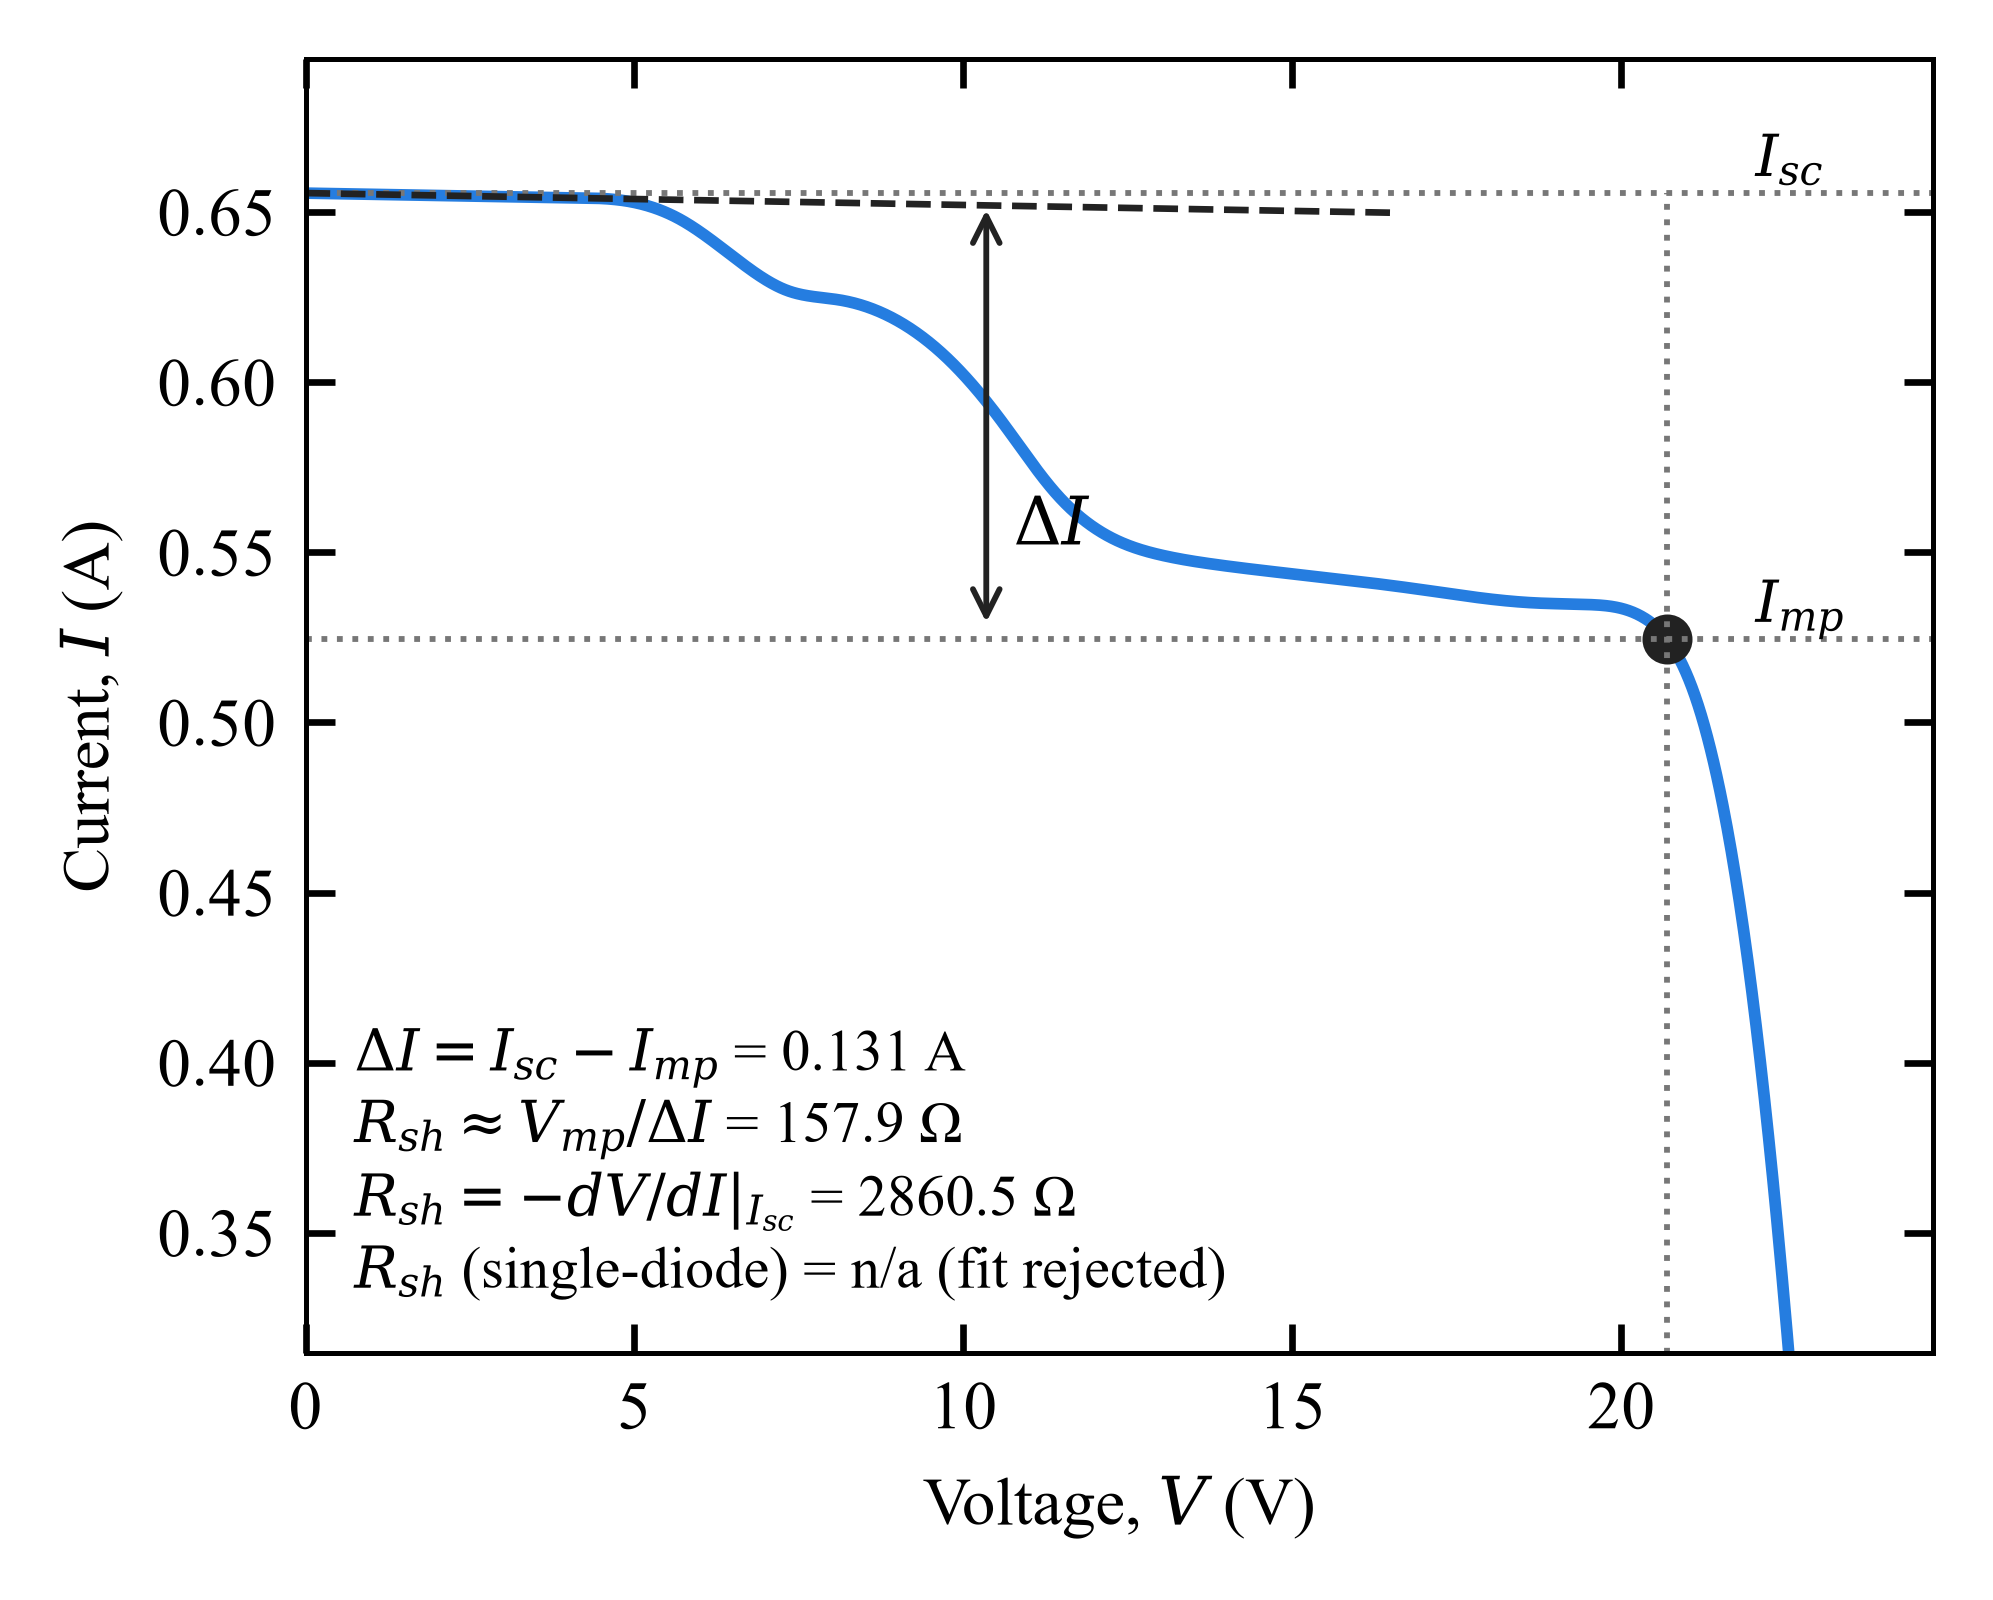 I_sc
0.65
0.60
ΔI
0.55
I_mp
0.50
0.45
0.40
0.35
Current, I (A)
ΔI = I_sc − I_mp = 0.131 A
R_sh ≈ V_mp/ΔI = 157.9 Ω
R_sh = −dV/dI|_I_sc = 2860.5 Ω
R_sh (single-diode) = n/a (fit rejected)
0 5 10 15 20
Voltage, V (V)